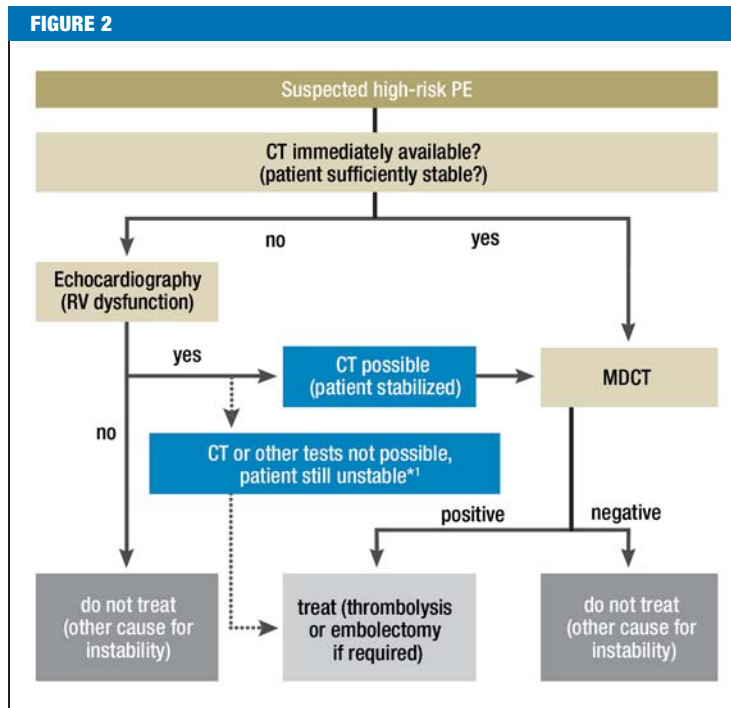 FIGURE 2
Suspected high-risk PE
CT immediately available?
(patient sufficiently stable?)
no
yes
Echocardiography
(RV dysfunction)
yes
CT possible
(patient stabilized)
MDCT
no
CT or other tests not possible,
patient still unstable*1
positive
negative
do not treat
(other cause for
instability)
treat (thrombolysis
or embolectomy
if required)
do not treat
(other cause for
instability)